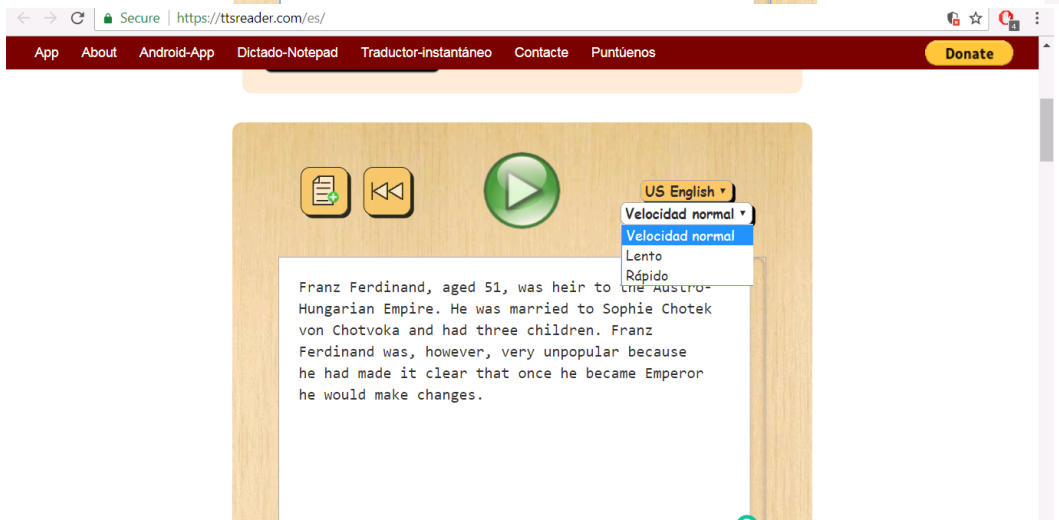 Secure | https://ttsreader.com/es/
4
App About Android-App Dictado-Notepad Traductor-instantáneo Contacte Puntúenos Donate
US English
Velocidad normal
Velocidad normal
Lento
Rápido
Franz Ferdinand, aged 51, was heir to the Austro-
Hungarian Empire. He was married to Sophie Chotek
von Chotvoka and had three children. Franz
Ferdinand was, however, very unpopular because
he had made it clear that once he became Emperor
he would make changes.